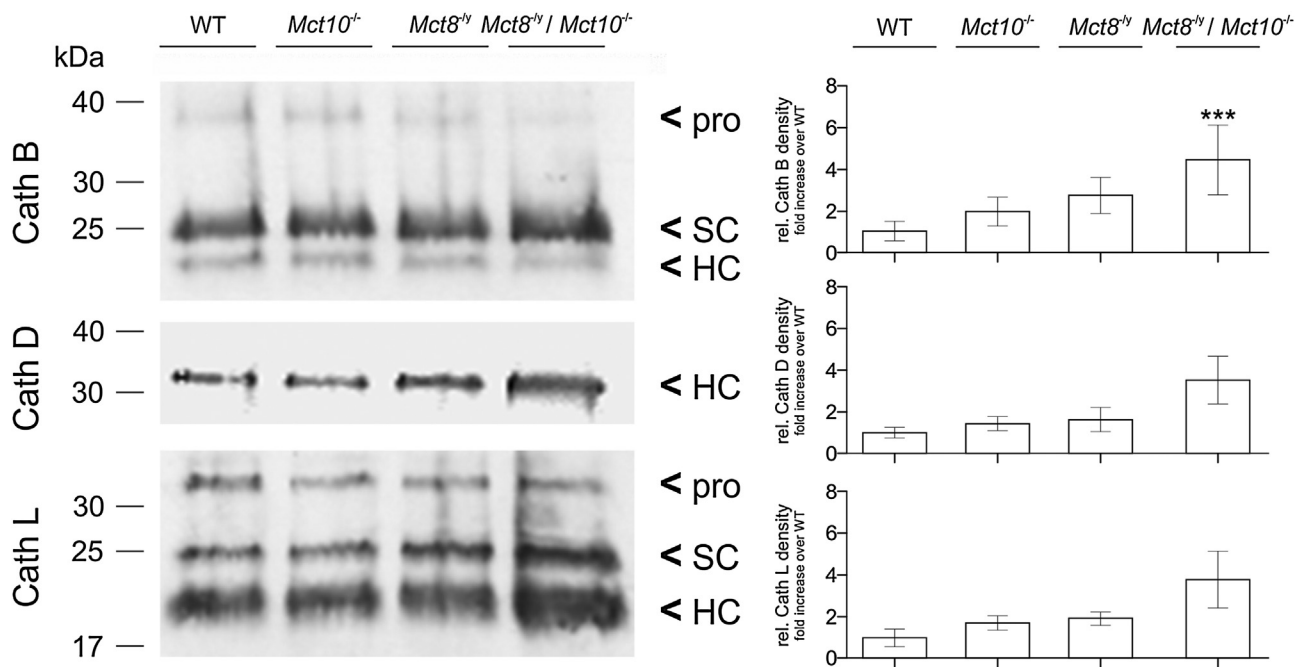 WT Mct10-/- Mct8-/y Mct8-/y / Mct10-/-
kDa
Cath B
40
30
25
< pro
< SC
< HC
Cath D
40
30
< HC
Cath L
30
25
17
< pro
< SC
< HC
WT Mct10-/- Mct8-/y Mct8-/y / Mct10-/-
rel. Cath B density
fold increase over WT
8
6
4
2
0
***
rel. Cath D density
fold increase over WT
8
6
4
2
0
rel. Cath L density
fold increase over WT
8
6
4
2
0